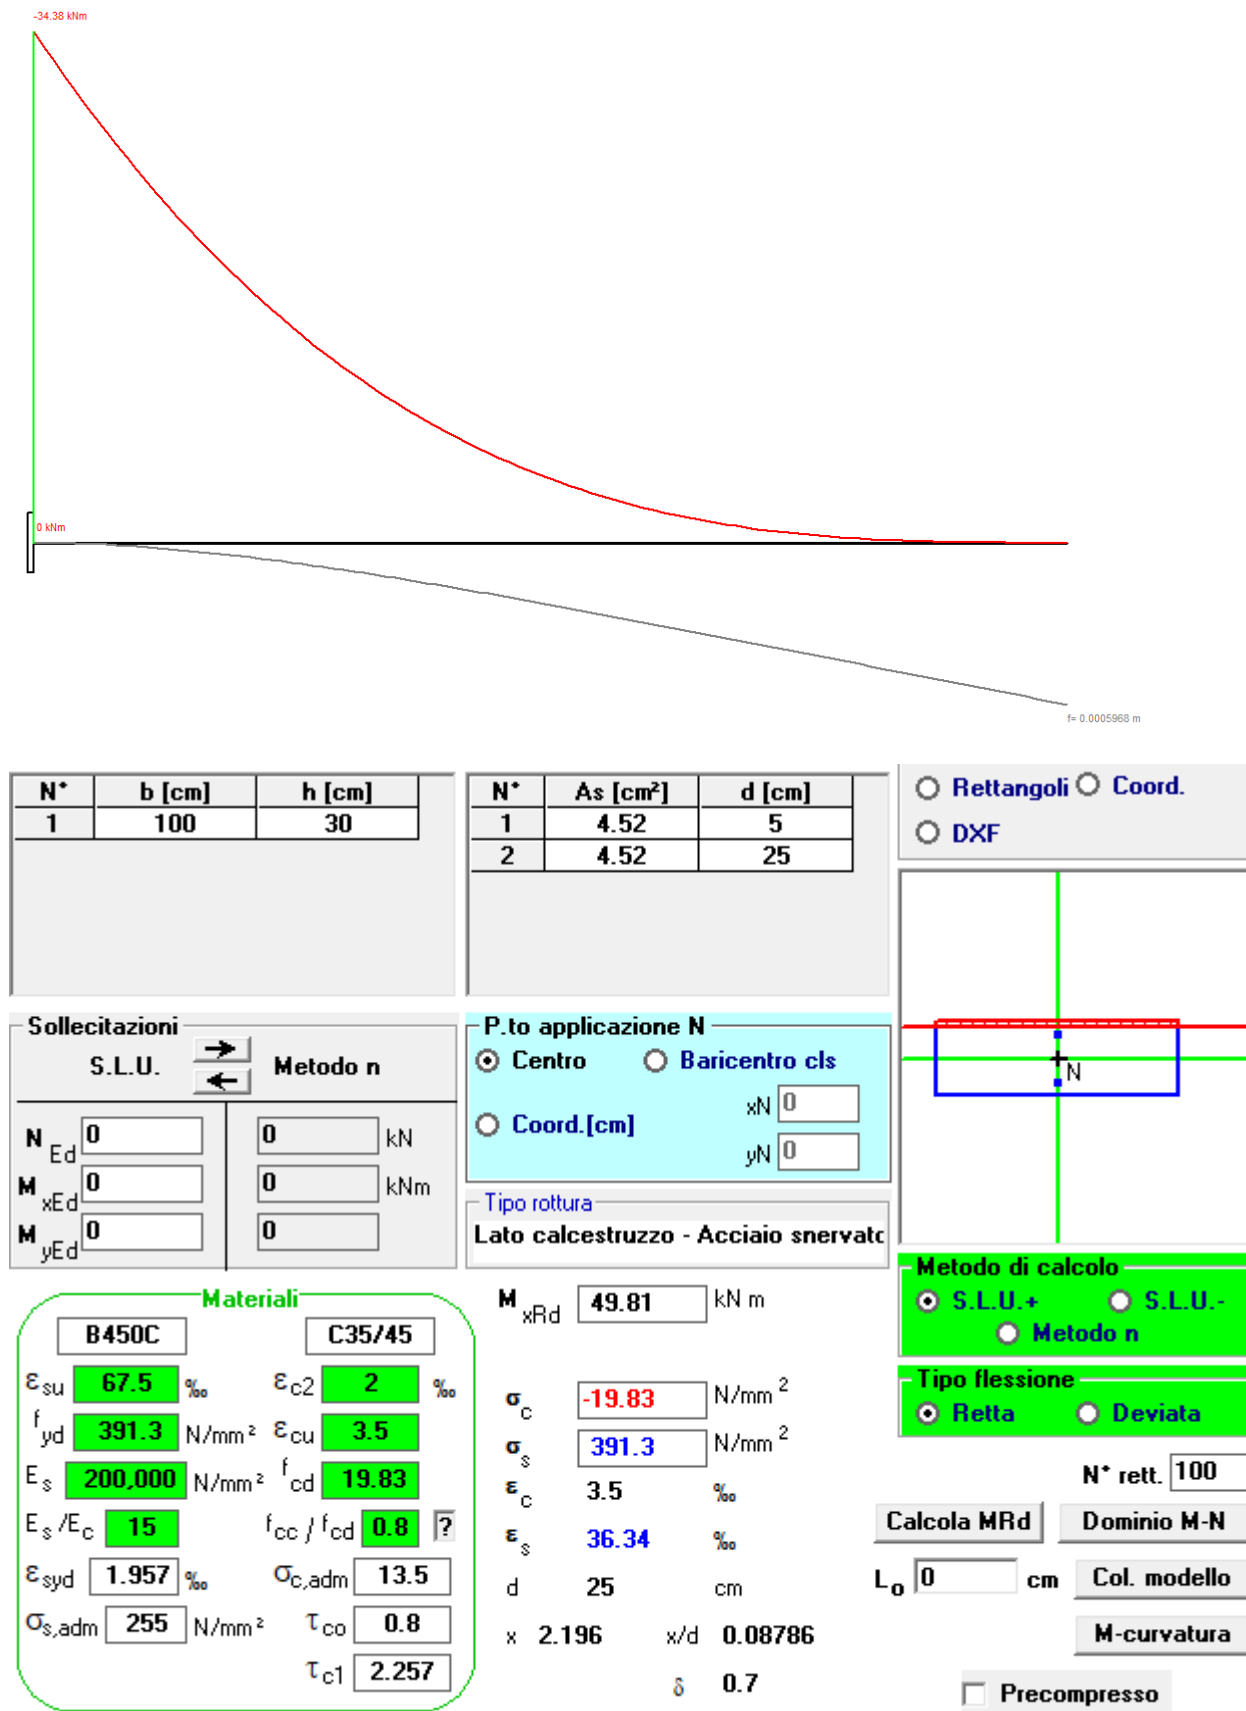 -34.38 kNm
0 kNm
f= 0.0005968 m
N° b [cm] h [cm]
1 100 30
N° As [cm²] d [cm]
1 4.52 5
2 4.52 25
Rettangoli Coord.
DXF
N
Sollecitazioni
S.L.U. Metodo n
N Ed 0 0 kN
M xEd 0 0 kNm
M yEd 0 0
P.to applicazione N
Centro Baricentro cls
Coord.[cm] xN 0
yN 0
Tipo rottura
Lato calcestruzzo - Acciaio snervato
Metodo di calcolo
S.L.U.+ S.L.U.-
Metodo n
Tipo flessione
Retta Deviata
Materiali
B450C C35/45
εsu 67.5 ‰ εc2 2 ‰
fyd 391.3 N/mm² εcu 3.5
Es 200,000 N/mm² fcd 19.83
Es/Ec 15 fcc / fcd 0.8 ?
εsyd 1.957 ‰ σc,adm 13.5
σs,adm 255 N/mm² τco 0.8
τc1 2.257
M xRd 49.81 kN m
σc -19.83 N/mm²
σs 391.3 N/mm²
εc 3.5 ‰
εs 36.34 ‰
d 25 cm
x 2.196 x/d 0.08786
δ 0.7
N° rett. 100
Calcola MRd Dominio M-N
Lo 0 cm Col. modello
M-curvatura
Precompresso